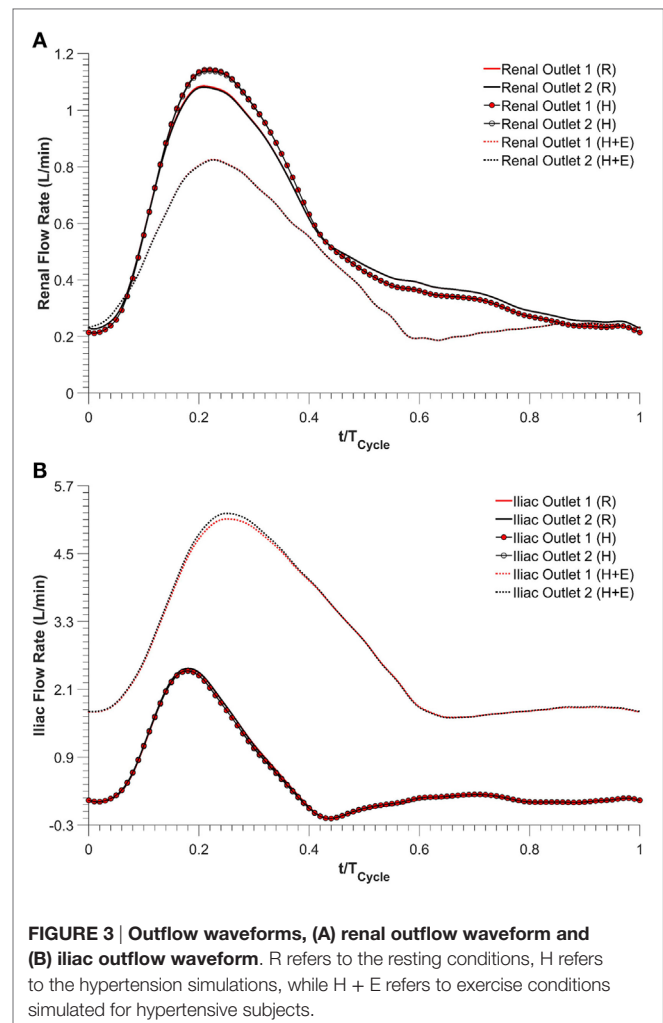 A
1.2
1
0.8
0.6
0.4
0.2
0
Renal Flow Rate (L/min)
Renal Outlet 1 (R)
Renal Outlet 2 (R)
Renal Outlet 1 (H)
Renal Outlet 2 (H)
Renal Outlet 1 (H+E)
Renal Outlet 2 (H+E)
0 0.2 0.4 0.6 0.8 1
t/TCycle
B
5.7
4.5
3.3
2.1
0.9
-0.3
Iliac Flow Rate (L/min)
Iliac Outlet 1 (R)
Iliac Outlet 2 (R)
Iliac Outlet 1 (H)
Iliac Outlet 2 (H)
Iliac Outlet 1 (H+E)
Iliac Outlet 2 (H+E)
0 0.2 0.4 0.6 0.8 1
t/TCycle
FIGURE 3 | Outflow waveforms, (A) renal outflow waveform and
(B) iliac outflow waveform. R refers to the resting conditions, H refers
to the hypertension simulations, while H + E refers to exercise conditions
simulated for hypertensive subjects.